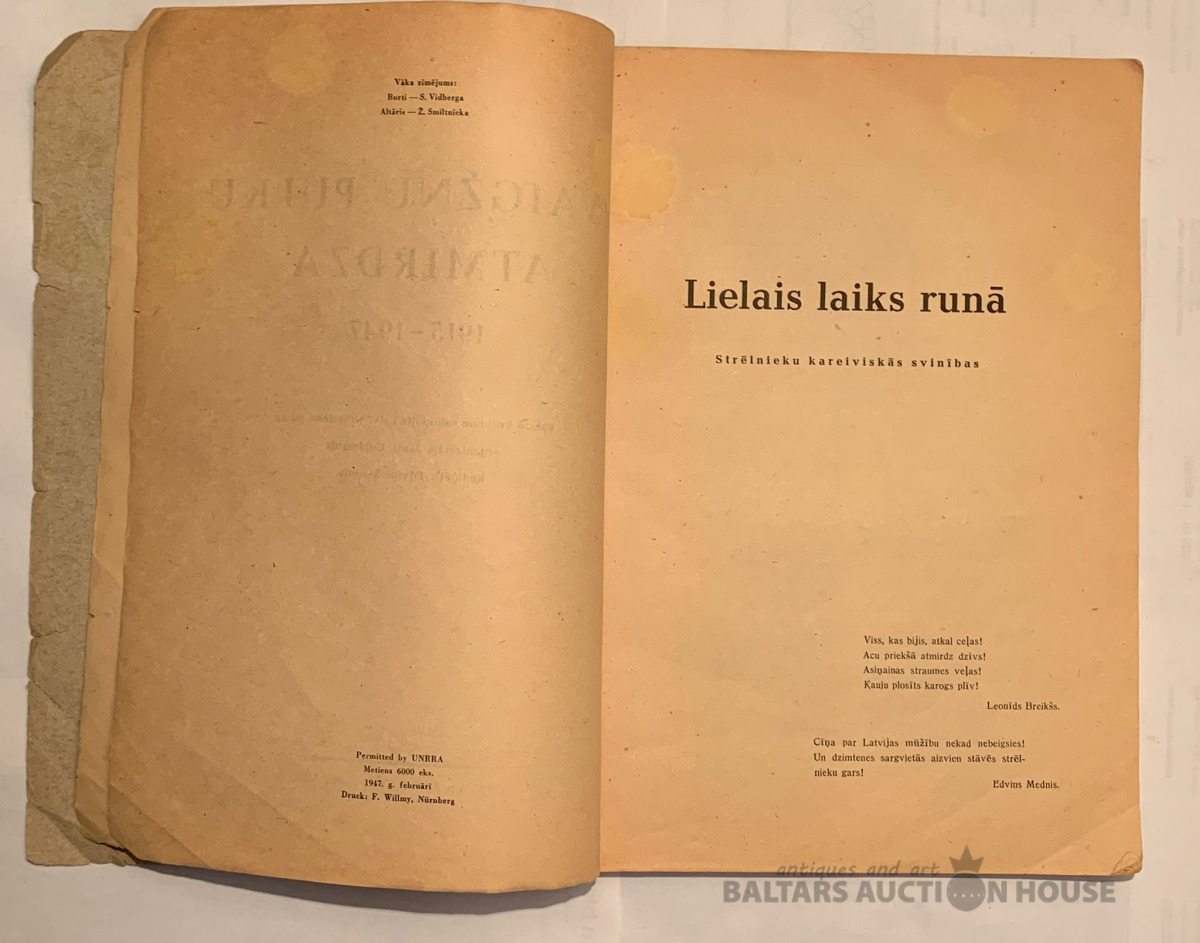 Vāka zīmējums:
Burti — S. Vidberga
Altāris — Ž. Smiltnieka
Permitted by UNRRA
Metiens 6000 eks.
1947. g. februārī
Druck: F. Willmy, Nürnberg
Lielais laiks runā
Strēlnieku kareiviskās svinības
Viss, kas bijis, atkal ceļas!
Acu priekšā atmirdz dzīvs!
Asiņainas straumes veļas!
Kauju plosīts karogs plīv!
Leonīds Breikšs.
Cīņa par Latvijas mūžību nekad nebeigsies!
Un dzimtenes sargvietās aizvien stāvēs strēl-
nieku gars!
Edvīns Mednis.
antiques and art
BALTARS AUCTION HOUSE